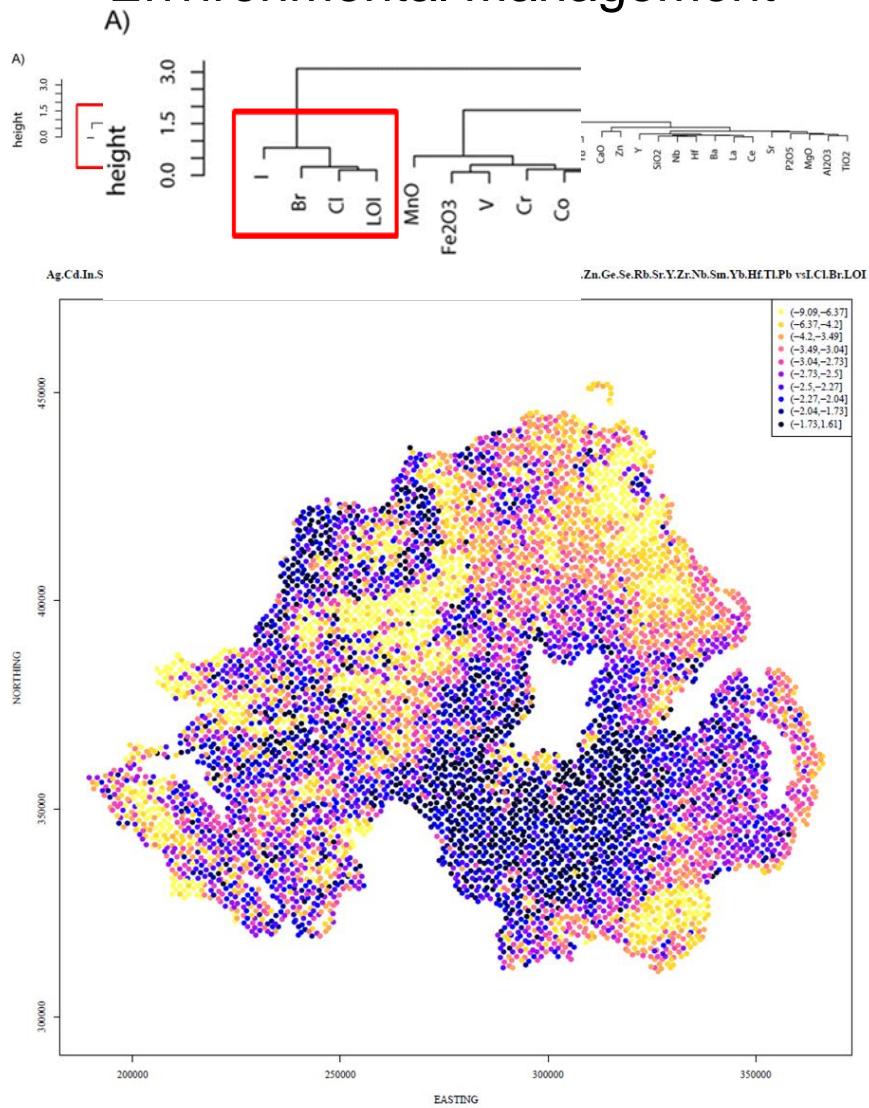 Environmental management
A)
A)
height
3.0
1.5
0.0
I
height
3.0
1.5
0.0
I
Br
Cl
LOI
MnO
Fe2O3
V
Cr
Co
CaO
Zn
Y
SiO2
Nb
Hf
Ba
La
Ce
Sr
P2O5
MgO
Al2O3
TiO2
Ag.Cd.In.S
.Zn.Ge.Se.Rb.Sr.Y.Zr.Nb.Sm.Yb.Hf.Tl.Pb vsI.Cl.Br.LOI
(−9.09,−6.37]
(−6.37,−4.2]
(−4.2,−3.49]
(−3.49,−3.04]
(−3.04,−2.73]
(−2.73,−2.5]
(−2.5,−2.27]
(−2.27,−2.04]
(−2.04,−1.73]
(−1.73,1.61]
NORTHING
450000
400000
350000
300000
200000
250000
300000
350000
EASTING